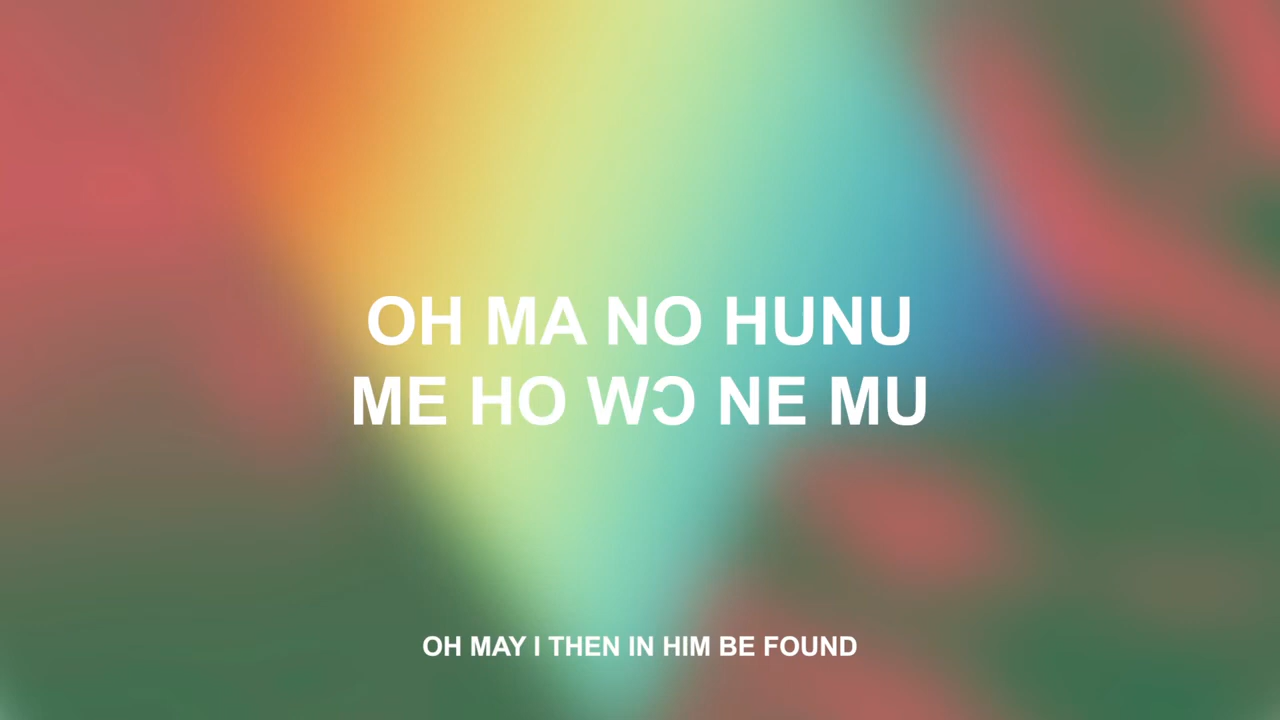 OH MA NO HUNU
ME HO WƆ NE MU
OH MAY I THEN IN HIM BE FOUND